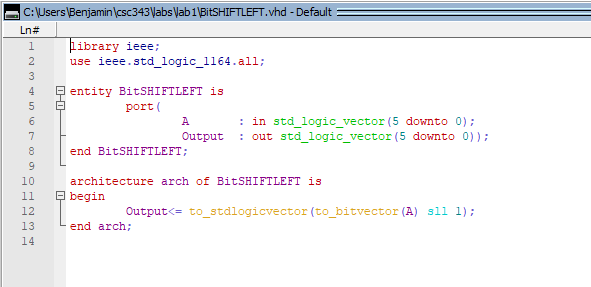 C:\Users\Benjamin\csc343\labs\lab1\BitSHIFTLEFT.vhd - Default
Ln#
1 library ieee;
2 use ieee.std_logic_1164.all;
3
4 entity BitSHIFTLEFT is
5 port(
6 A : in std_logic_vector(5 downto 0);
7 Output : out std_logic_vector(5 downto 0));
8 end BitSHIFTLEFT;
9
10 architecture arch of BitSHIFTLEFT is
11 begin
12 Output<= to_stdlogicvector(to_bitvector(A) sll 1);
13 end arch;
14